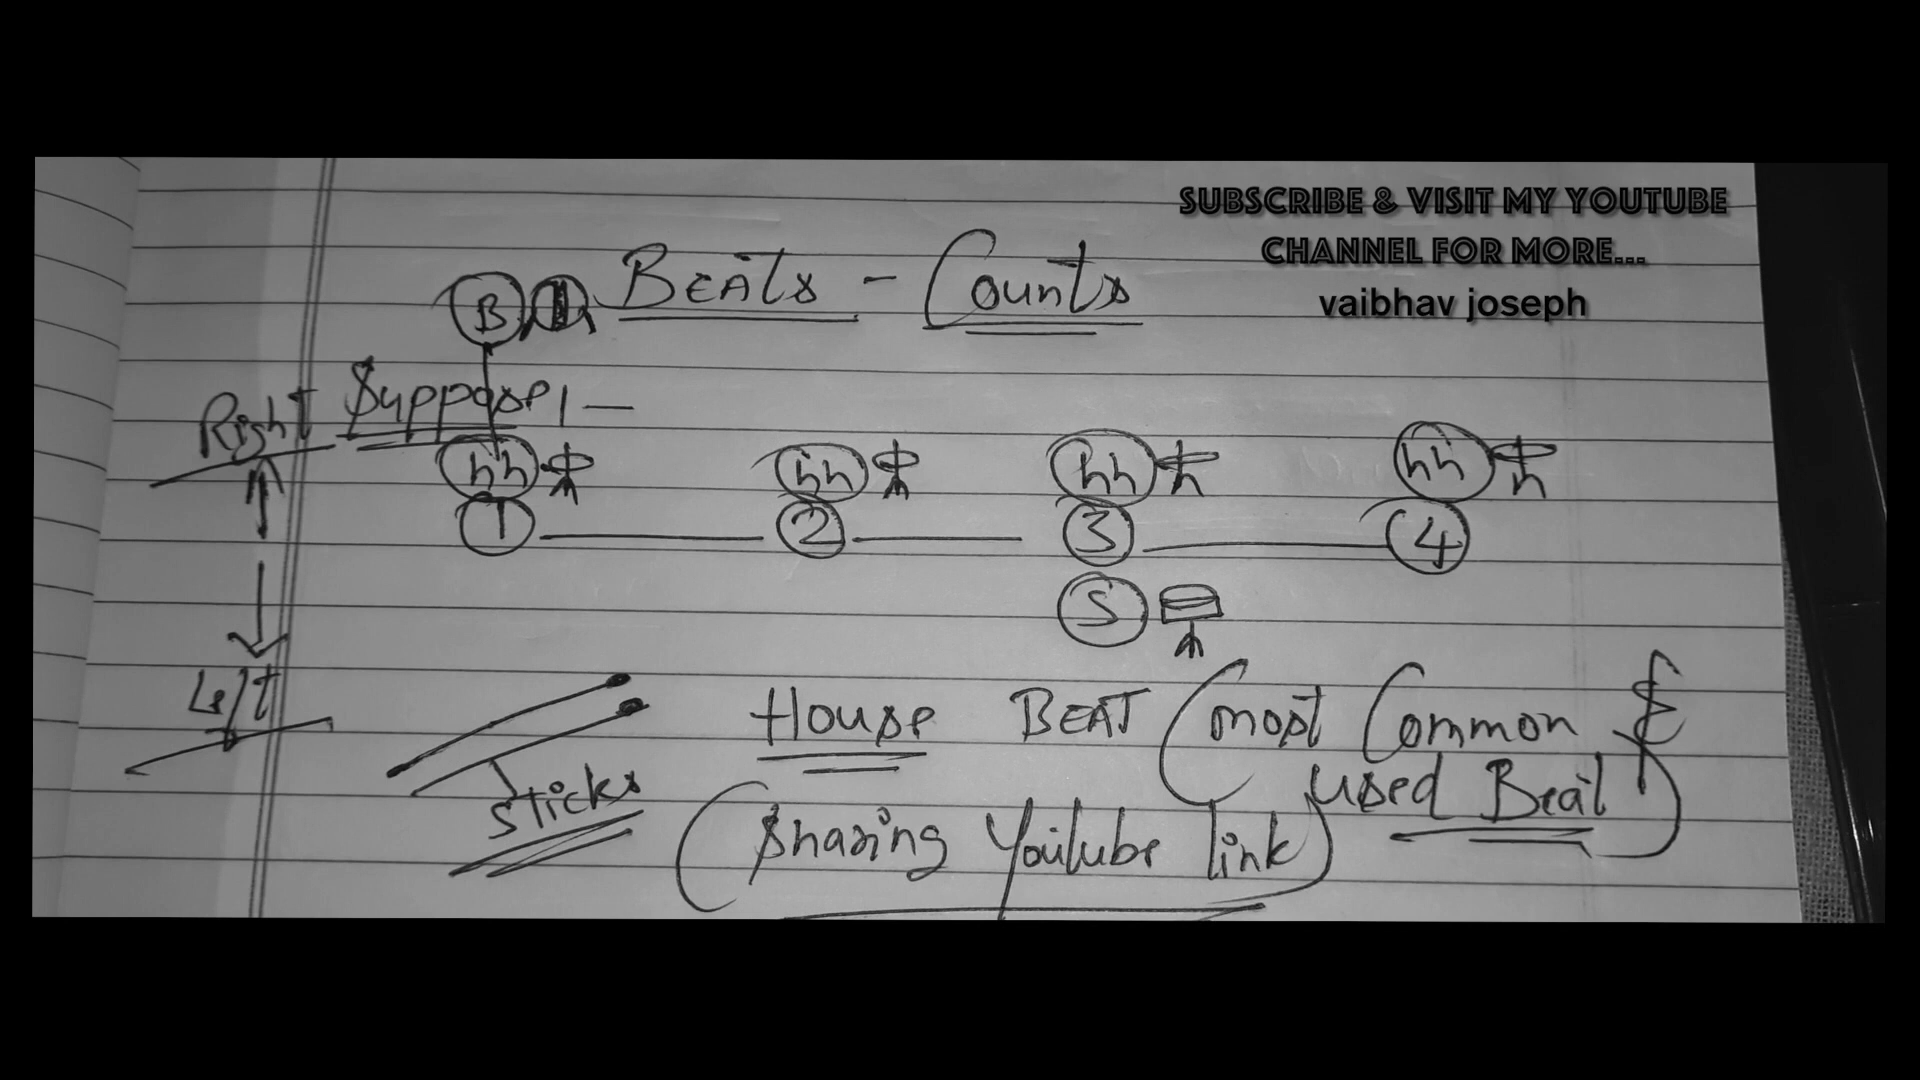 SUBSCRIBE & VISIT MY YOUTUBE
CHANNEL FOR MORE...
vaibhav joseph
Beats - Counts
B
Right Suppose, -
hh hh hh hh
1 2 3 4
S
Left
Sticks
House BEAT (most Common &
used Beat)
(Sharing Youtube link)